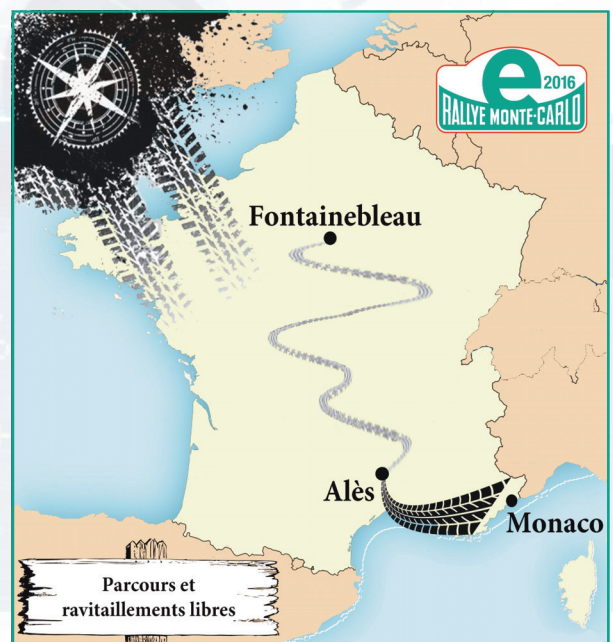 e 2016
RALLYE MONTE-CARLO
Fontainebleau
Alès
Monaco
Parcours et
ravitaillements libres